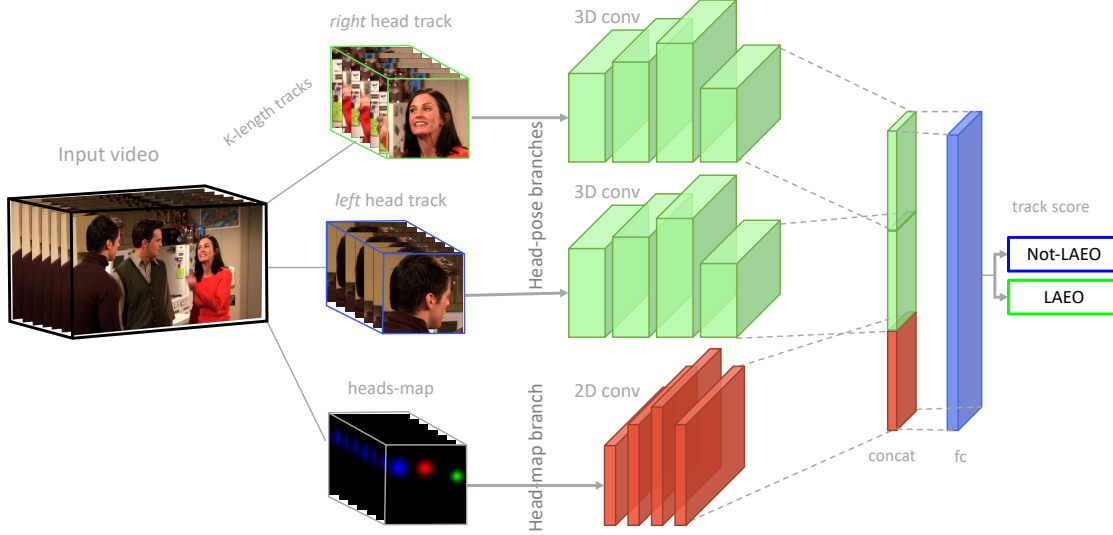 right head track
3D conv
K-length tracks
Input video
Head-pose branches
left head track
3D conv
track score
Not-LAEO
LAEO
heads-map
Head-map branch
2D conv
concat
fc